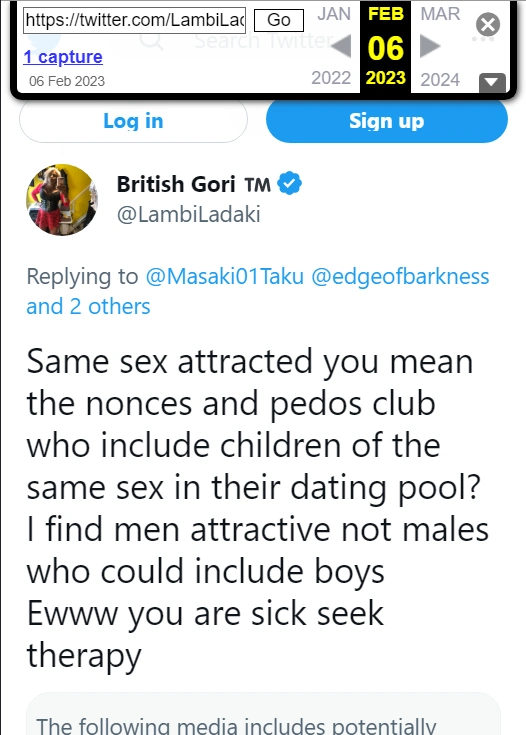 https://twitter.com/LambiLad
Go
JAN
FEB
MAR
Search Twitter
1 capture
06
06 Feb 2023
2022
2023
2024
Log in
Sign up
British Gori TM
@LambiLadaki
Replying to @Masaki01Taku @edgeofbarkness
and 2 others
Same sex attracted you mean
the nonces and pedos club
who include children of the
same sex in their dating pool?
I find men attractive not males
who could include boys
Ewww you are sick seek
therapy
The following media includes potentially